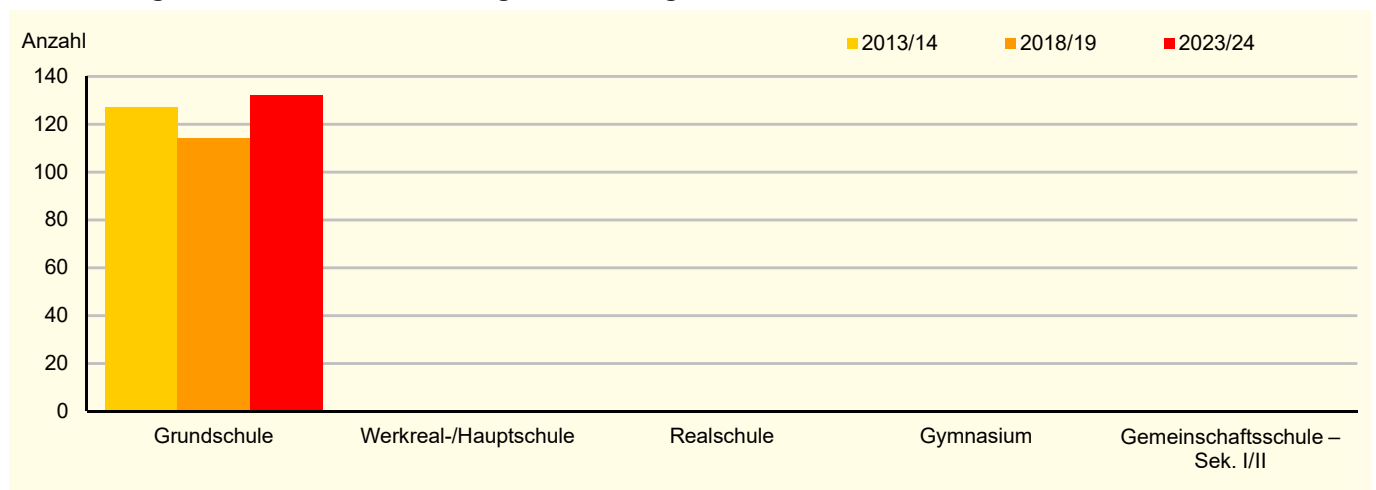 Anzahl
2013/14 2018/19 2023/24
140
120
100
80
60
40
20
0
Grundschule Werkreal-/Hauptschule Realschule Gymnasium Gemeinschaftsschule –
Sek. I/II